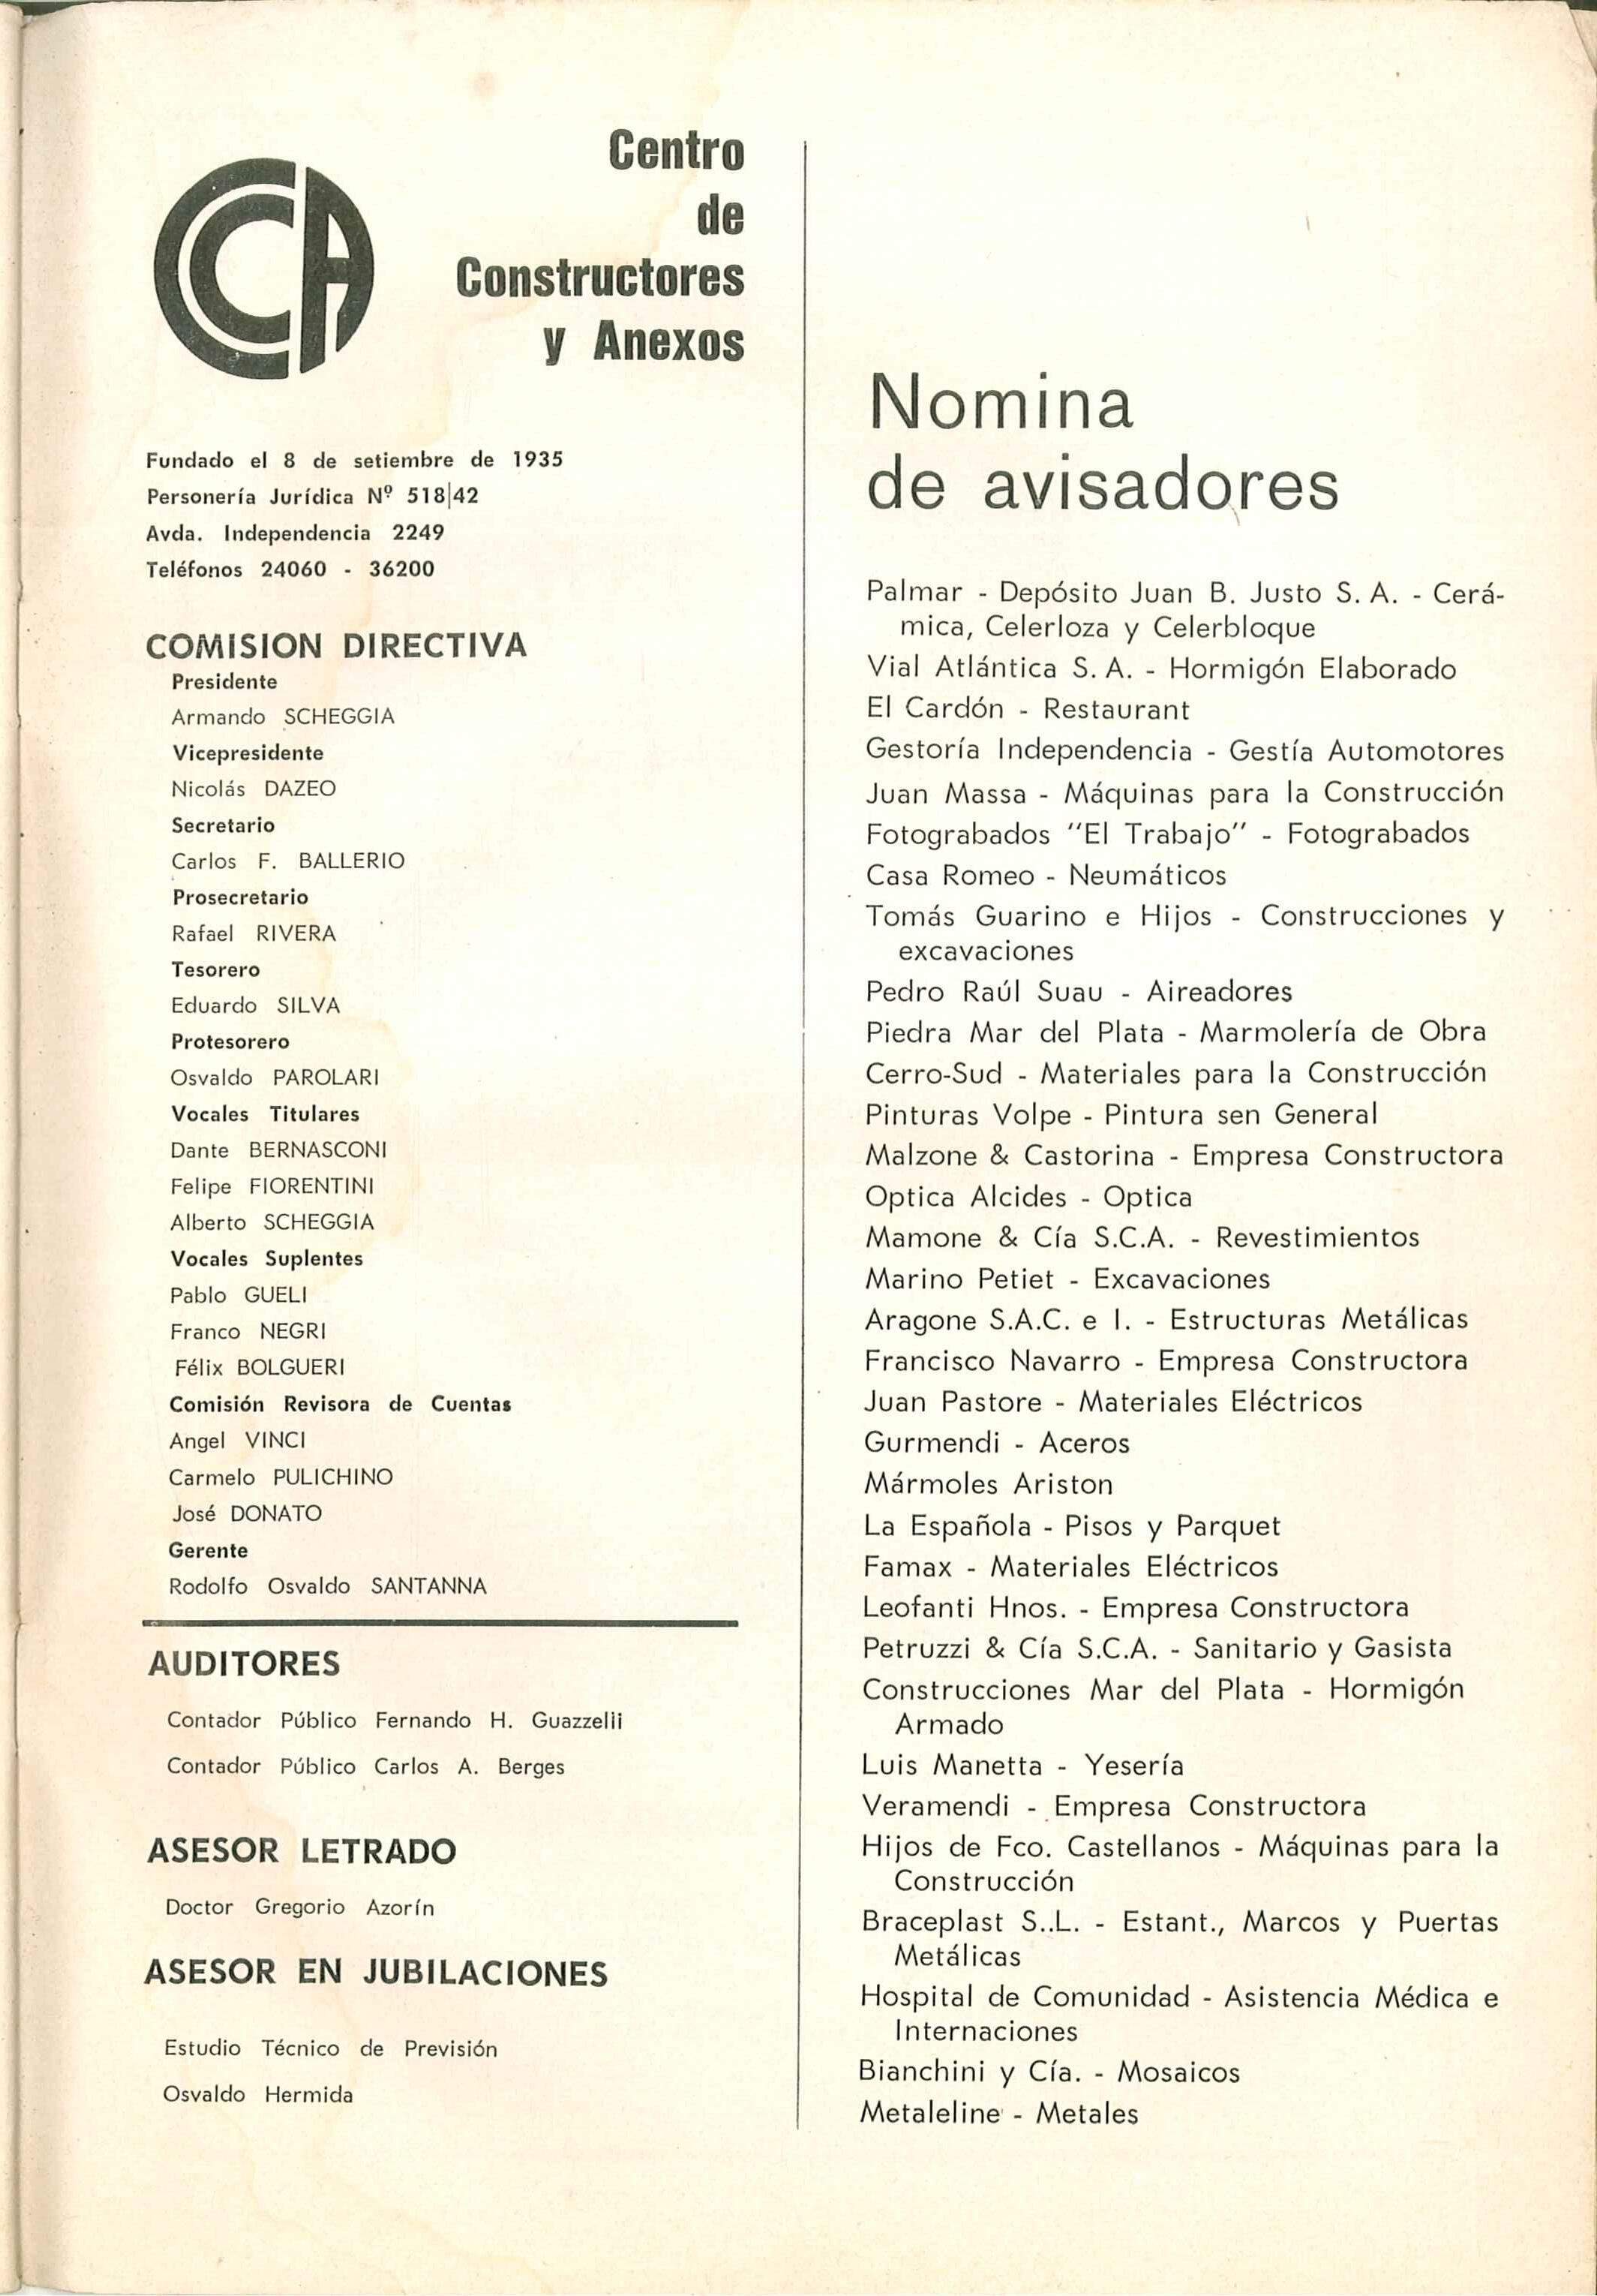 CCA
Centro
de
Constructores
y Anexos
Fundado el 8 de setiembre de 1935
Personería Jurídica Nº 518|42
Avda. Independencia 2249
Teléfonos 24060 - 36200
COMISION DIRECTIVA
Presidente
Armando SCHEGGIA
Vicepresidente
Nicolás DAZEO
Secretario
Carlos F. BALLERIO
Prosecretario
Rafael RIVERA
Tesorero
Eduardo SILVA
Protesorero
Osvaldo PAROLARI
Vocales Titulares
Dante BERNASCONI
Felipe FIORENTINI
Alberto SCHEGGIA
Vocales Suplentes
Pablo GUELI
Franco NEGRI
Félix BOLGUERI
Comisión Revisora de Cuentas
Angel VINCI
Carmelo PULICHINO
José DONATO
Gerente
Rodolfo Osvaldo SANTANNA
AUDITORES
Contador Público Fernando H. Guazzelii
Contador Público Carlos A. Berges
ASESOR LETRADO
Doctor Gregorio Azorín
ASESOR EN JUBILACIONES
Estudio Técnico de Previsión
Osvaldo Hermida
Nomina
de avisadores
Palmar - Depósito Juan B. Justo S. A. - Cerá-
mica, Celerloza y Celerbloque
Vial Atlántica S. A. - Hormigón Elaborado
El Cardón - Restaurant
Gestoría Independencia - Gestía Automotores
Juan Massa - Máquinas para la Construcción
Fotograbados "El Trabajo" - Fotograbados
Casa Romeo - Neumáticos
Tomás Guarino e Hijos - Construcciones y
excavaciones
Pedro Raúl Suau - Aireadores
Piedra Mar del Plata - Marmolería de Obra
Cerro-Sud - Materiales para la Construcción
Pinturas Volpe - Pintura sen General
Malzone & Castorina - Empresa Constructora
Optica Alcides - Optica
Mamone & Cía S.C.A. - Revestimientos
Marino Petiet - Excavaciones
Aragone S.A.C. e I. - Estructuras Metálicas
Francisco Navarro - Empresa Constructora
Juan Pastore - Materiales Eléctricos
Gurmendi - Aceros
Mármoles Ariston
La Española - Pisos y Parquet
Famax - Materiales Eléctricos
Leofanti Hnos. - Empresa Constructora
Petruzzi & Cía S.C.A. - Sanitario y Gasista
Construcciones Mar del Plata - Hormigón
Armado
Luis Manetta - Yesería
Veramendi - Empresa Constructora
Hijos de Fco. Castellanos - Máquinas para la
Construcción
Braceplast S..L. - Estant., Marcos y Puertas
Metálicas
Hospital de Comunidad - Asistencia Médica e
Internaciones
Bianchini y Cía. - Mosaicos
Metaleline - Metales